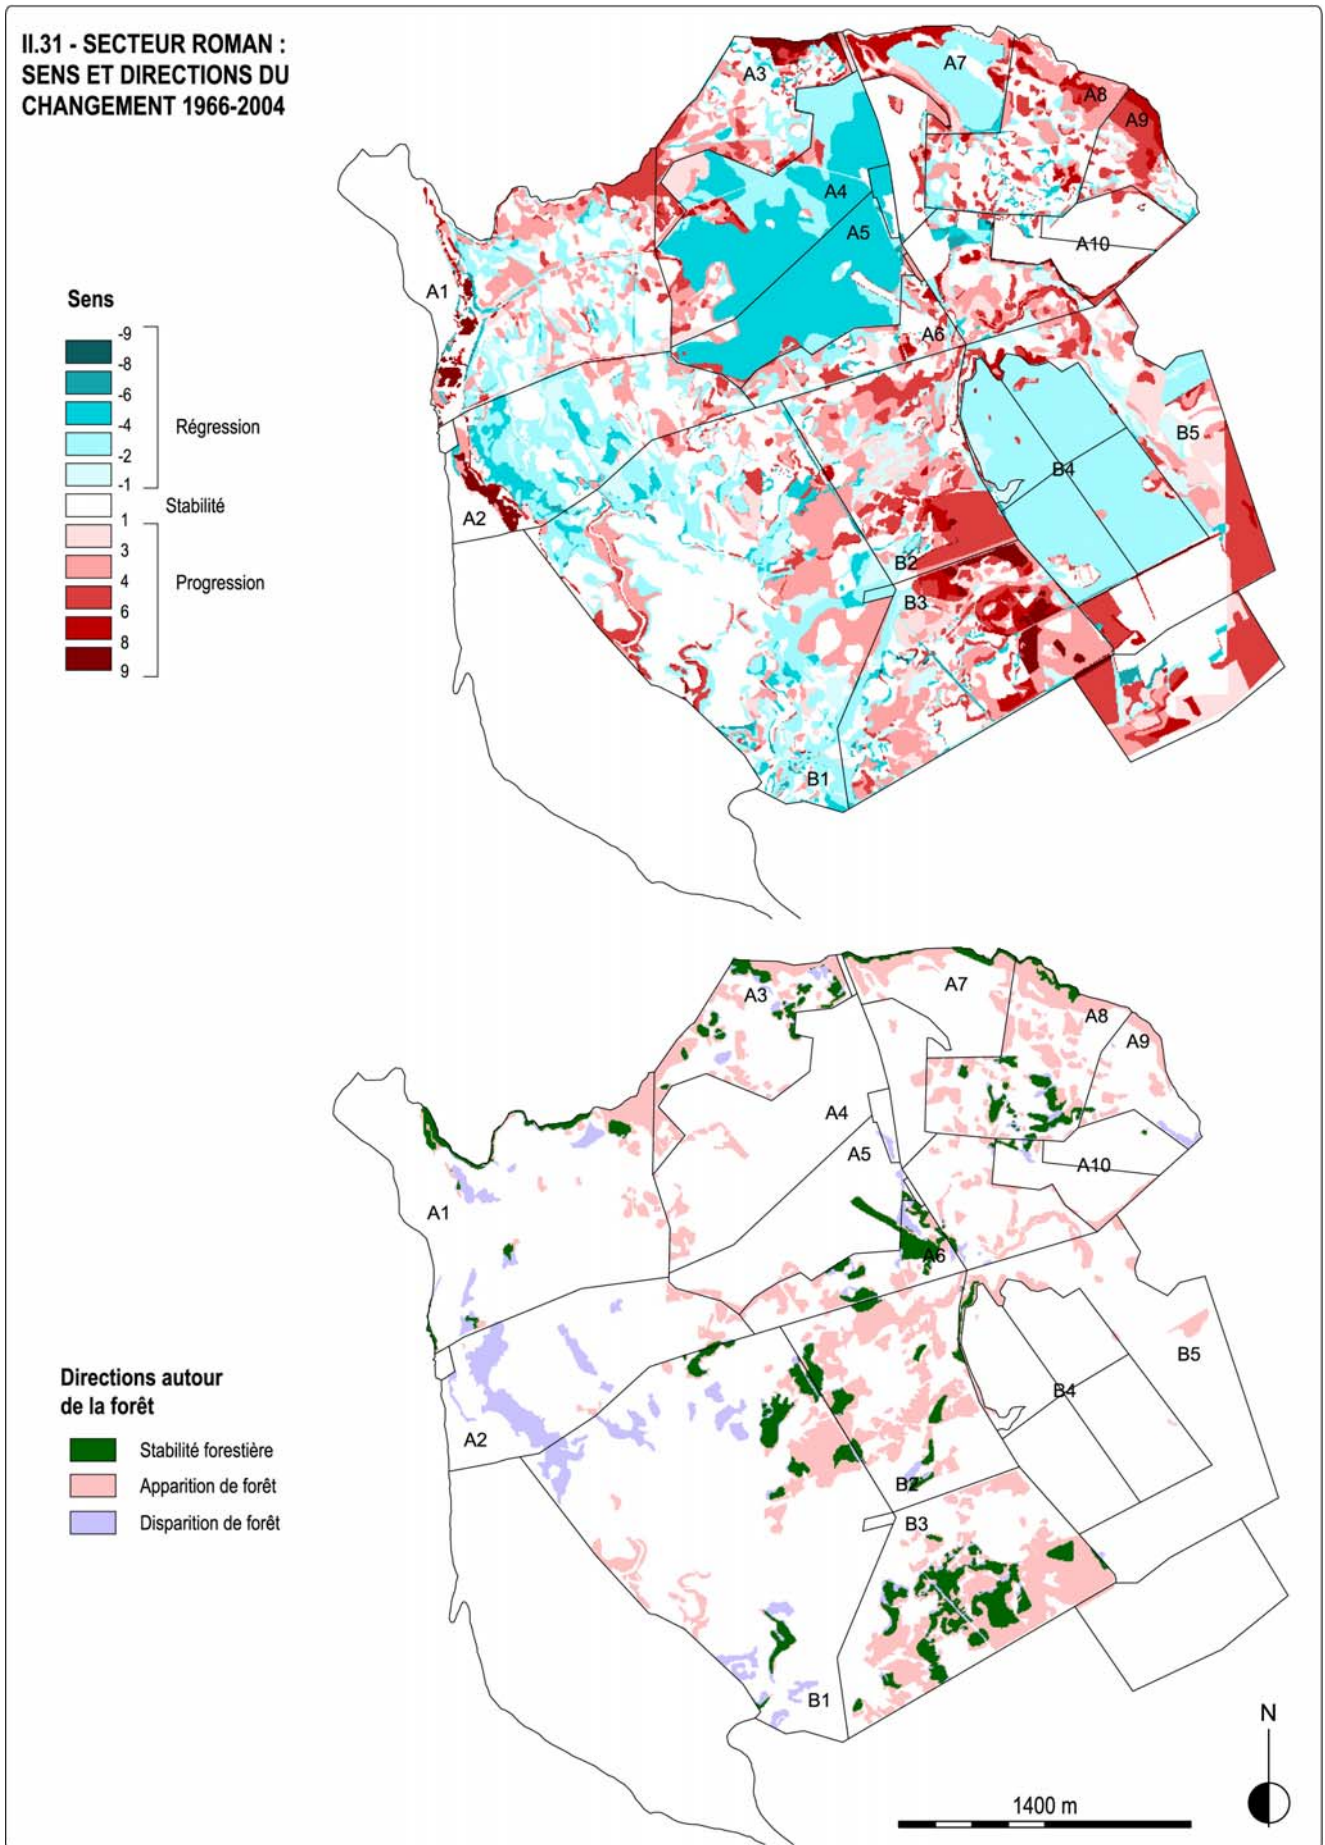 II.31 - SECTEUR ROMAN :
SENS ET DIRECTIONS DU
CHANGEMENT 1966-2004
Sens
-9
-8
-6
-4
-2
-1
1
3
4
6
8
9
Régression
Stabilité
Progression
A3
A7
A8
A9
A4
A5
A10
A1
A6
B5
B4
A2
B2
B3
B1
Directions autour
de la forêt
Stabilité forestière
Apparition de forêt
Disparition de forêt
A3
A7
A8
A9
A4
A5
A10
A1
A6
B5
B4
A2
B2
B3
B1
N
1400 m